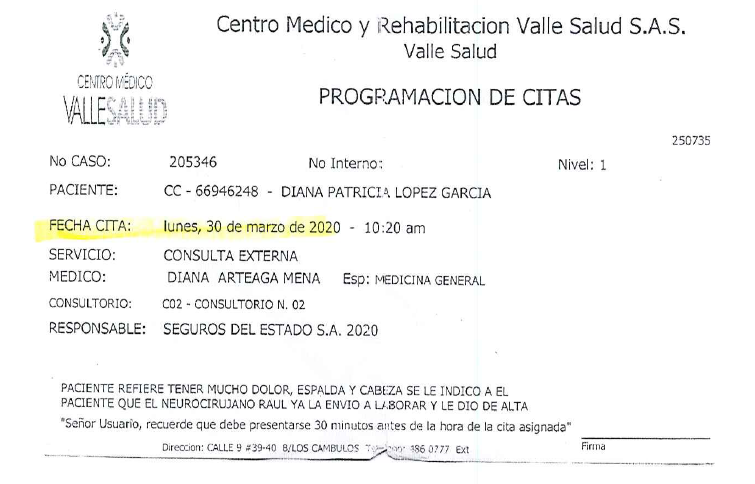 Centro Medico y Rehabilitacion Valle Salud S.A.S.
Valle Salud
CENTRO MÉDICO
VALLESALUD
PROGRAMACION DE CITAS
250735
No CASO: 205346 No Interno: Nivel: 1
PACIENTE: CC - 66946248 - DIANA PATRICIA LOPEZ GARCIA
FECHA CITA: lunes, 30 de marzo de 2020 - 10:20 am
SERVICIO: CONSULTA EXTERNA
MEDICO: DIANA ARTEAGA MENA Esp: MEDICINA GENERAL
CONSULTORIO: C02 - CONSULTORIO N. 02
RESPONSABLE: SEGUROS DEL ESTADO S.A. 2020
PACIENTE REFIERE TENER MUCHO DOLOR, ESPALDA Y CABEZA SE LE INDICO A EL
PACIENTE QUE EL NEUROCIRUJANO RAUL YA LA ENVIO A LABORAR Y LE DIO DE ALTA
"Señor Usuario, recuerde que debe presentarse 30 minutos antes de la hora de la cita asignada"
Direccion: CALLE 9 #39-40 B/LOS CAMBULOS 0777 Ext
Firma